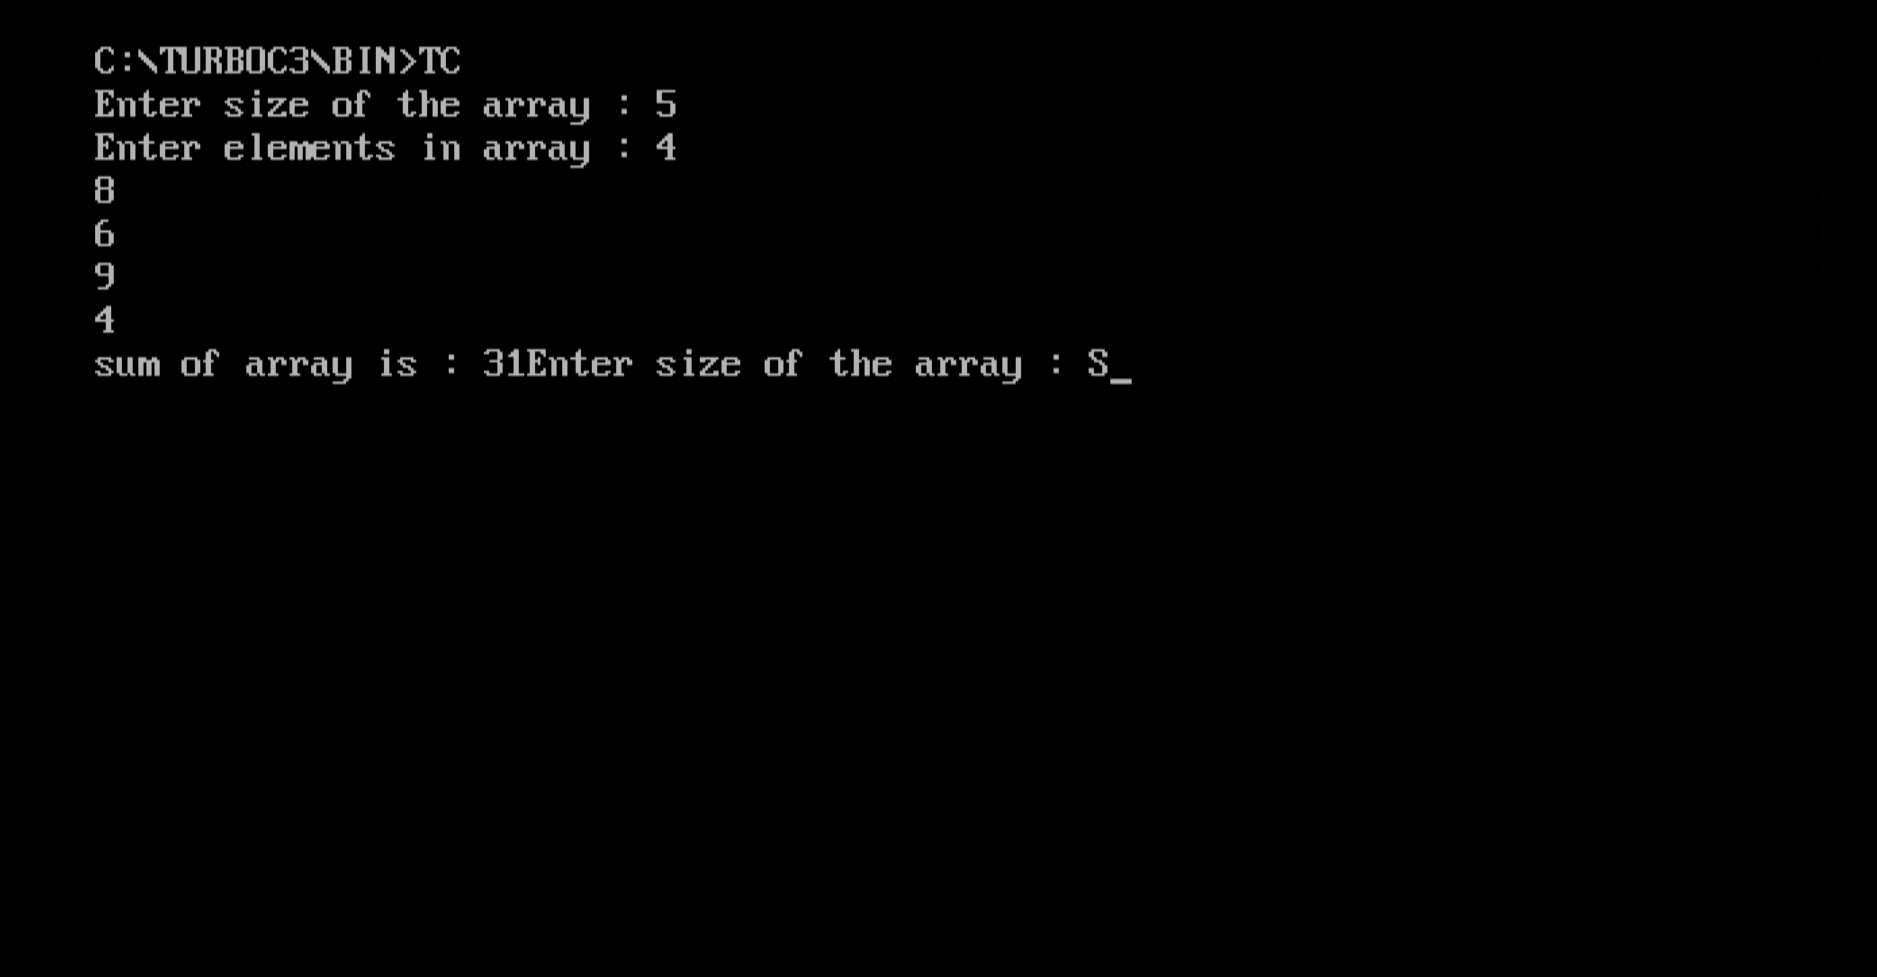 C:\TURBOC3\BIN>TC
Enter size of the array : 5
Enter elements in array : 4
8
6
9
4
sum of array is : 31Enter size of the array : S_